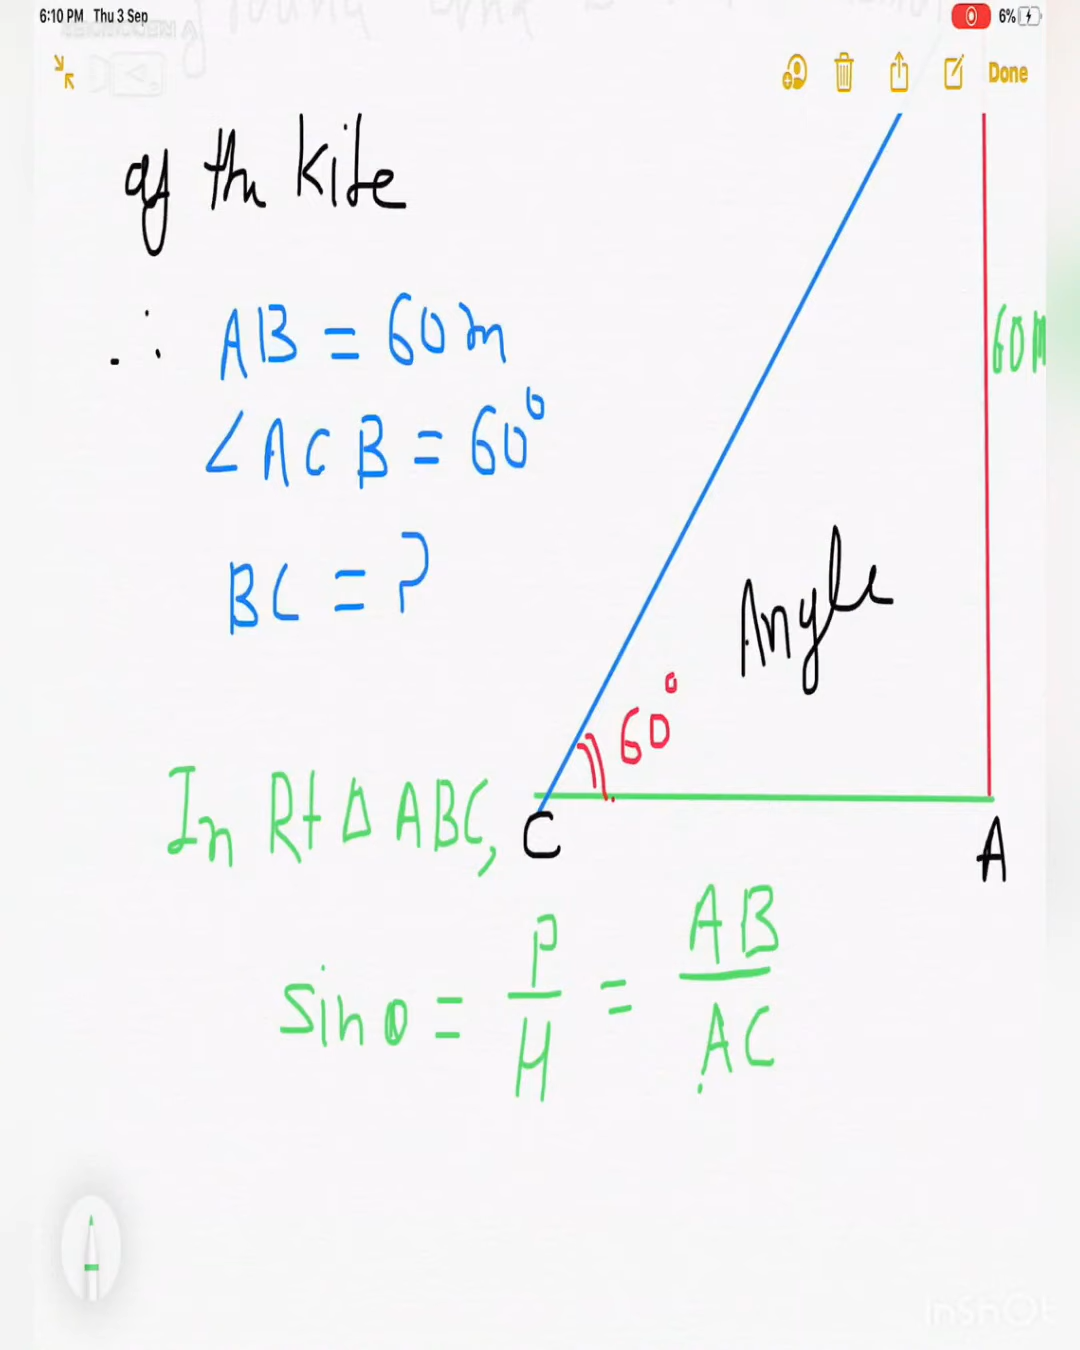 6:10 PM Thu 3 Sep
6%
Done
of the kite
∴ AB = 60m
60m
∠ACB = 60°
BC = ?
Angle
60°
In Rt Δ ABC,
C
A
sinθ = P/H = AB/AC
InShOt